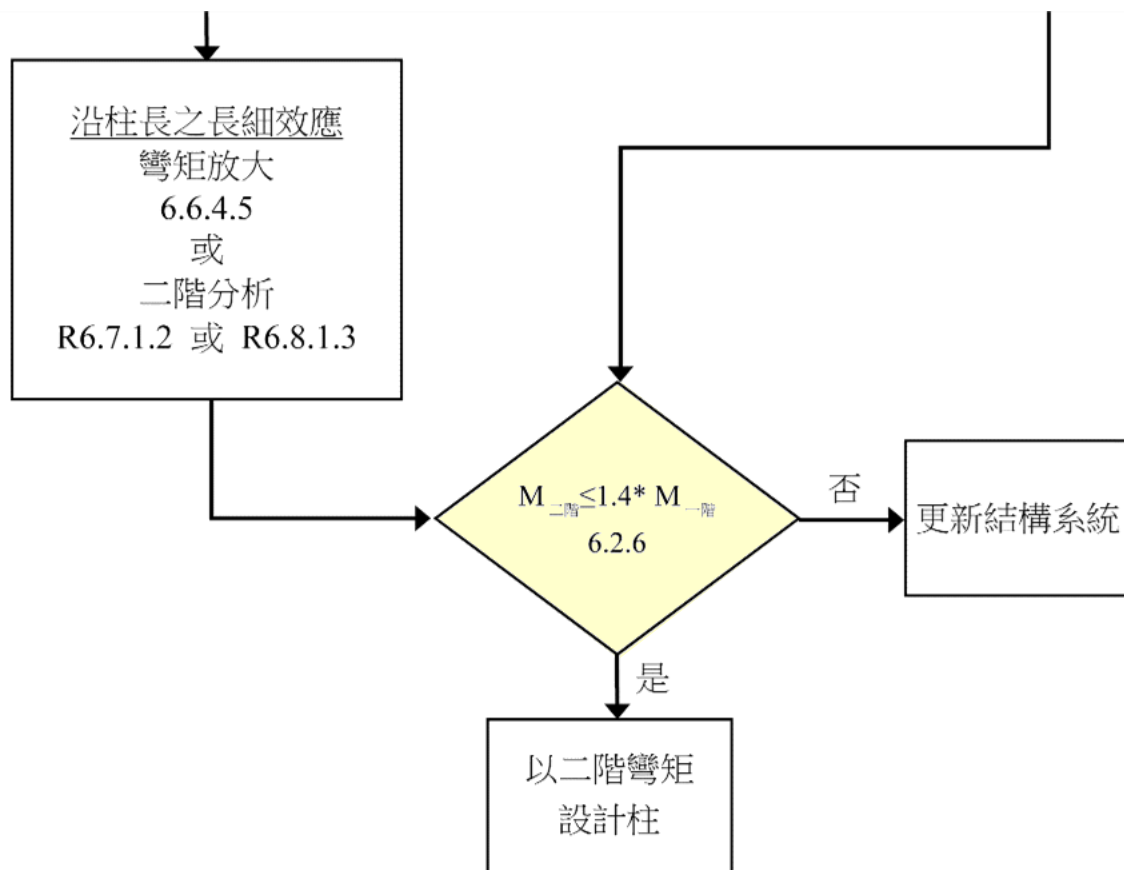 沿柱長之長細效應
彎矩放大
6.6.4.5
或
二階分析
R6.7.1.2 或 R6.8.1.3
M二階≤1.4* M一階
6.2.6
否
更新結構系統
是
以二階彎矩
設計柱